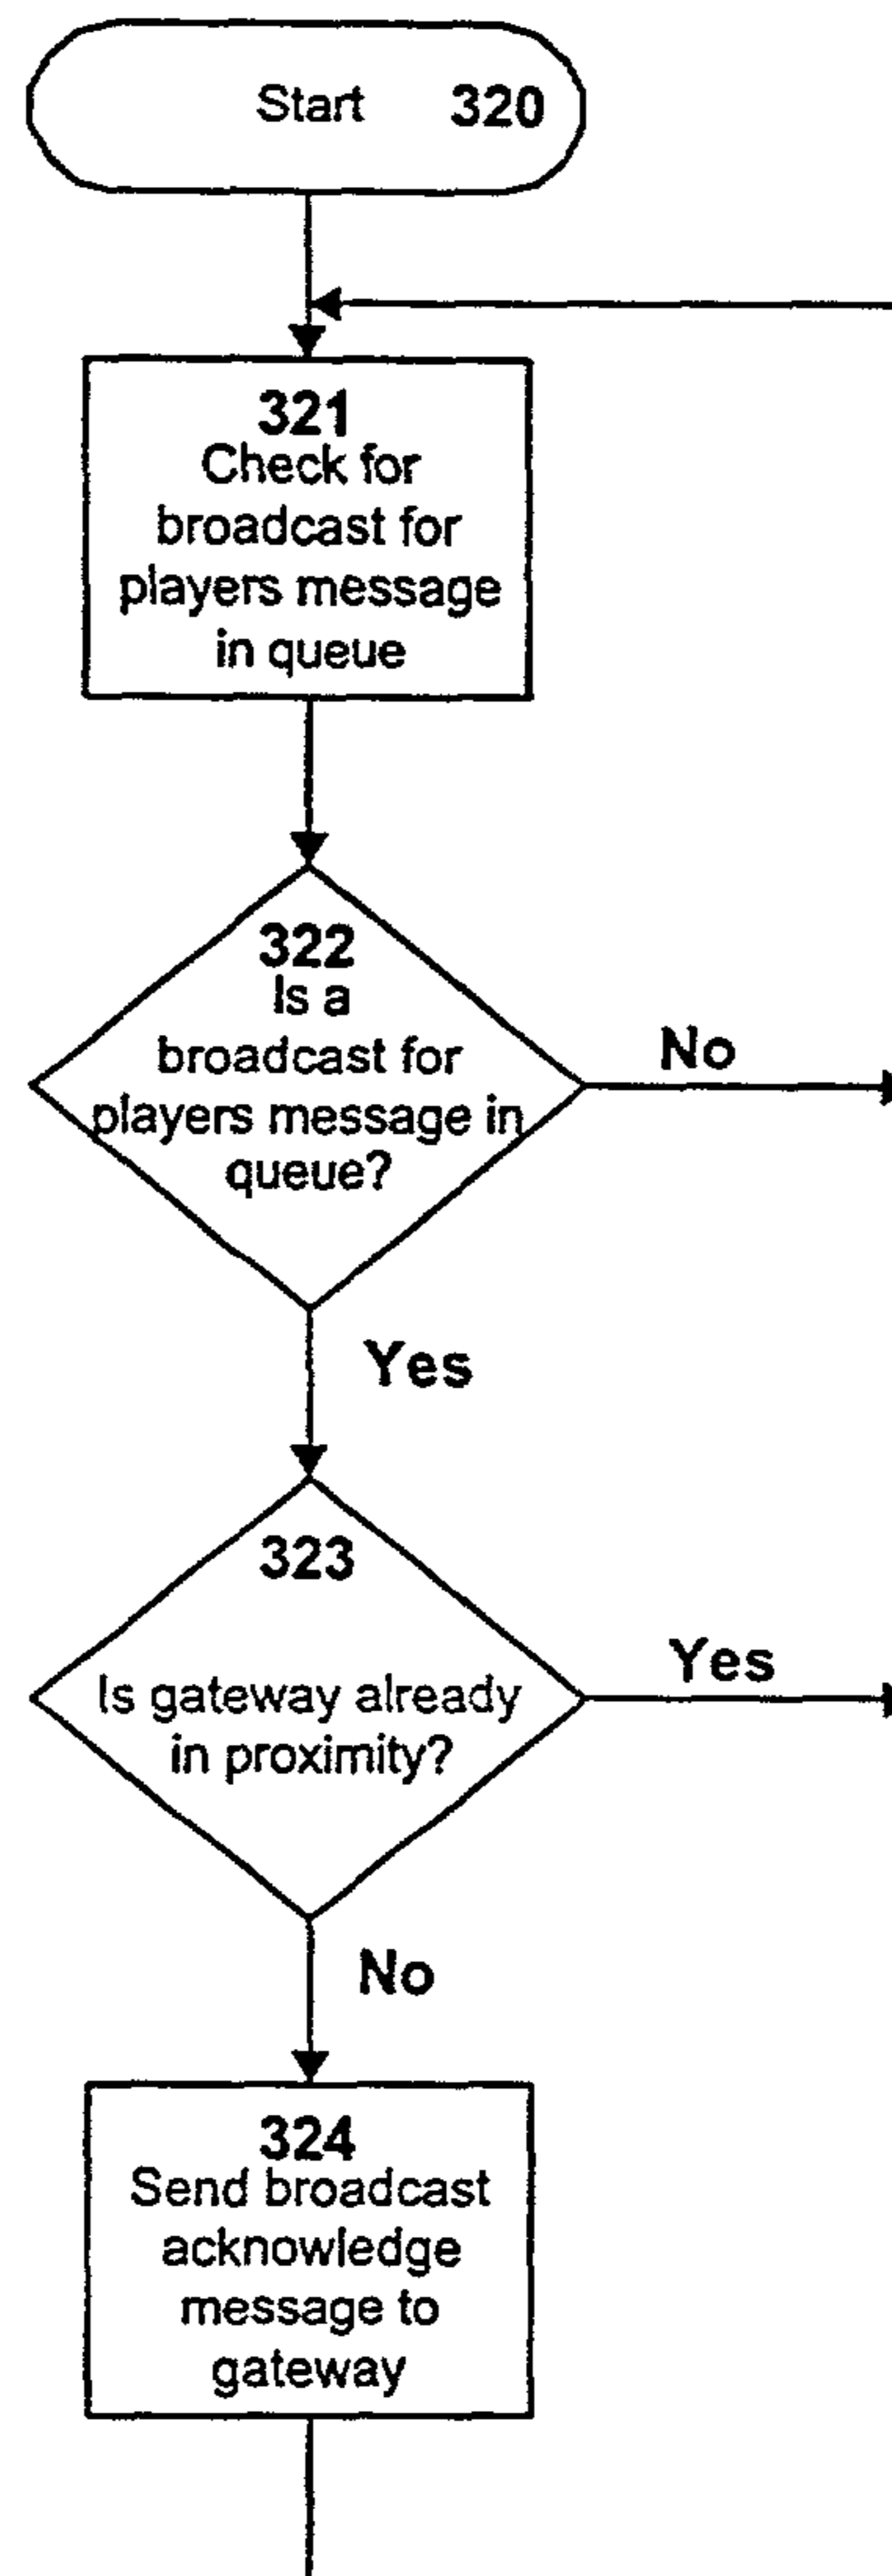 Start 320
321
Check for
broadcast for
players message
in queue
322
Is a
broadcast for
players message in
queue?
No
Yes
323
Is gateway already
in proximity?
Yes
No
324
Send broadcast
acknowledge
message to
gateway